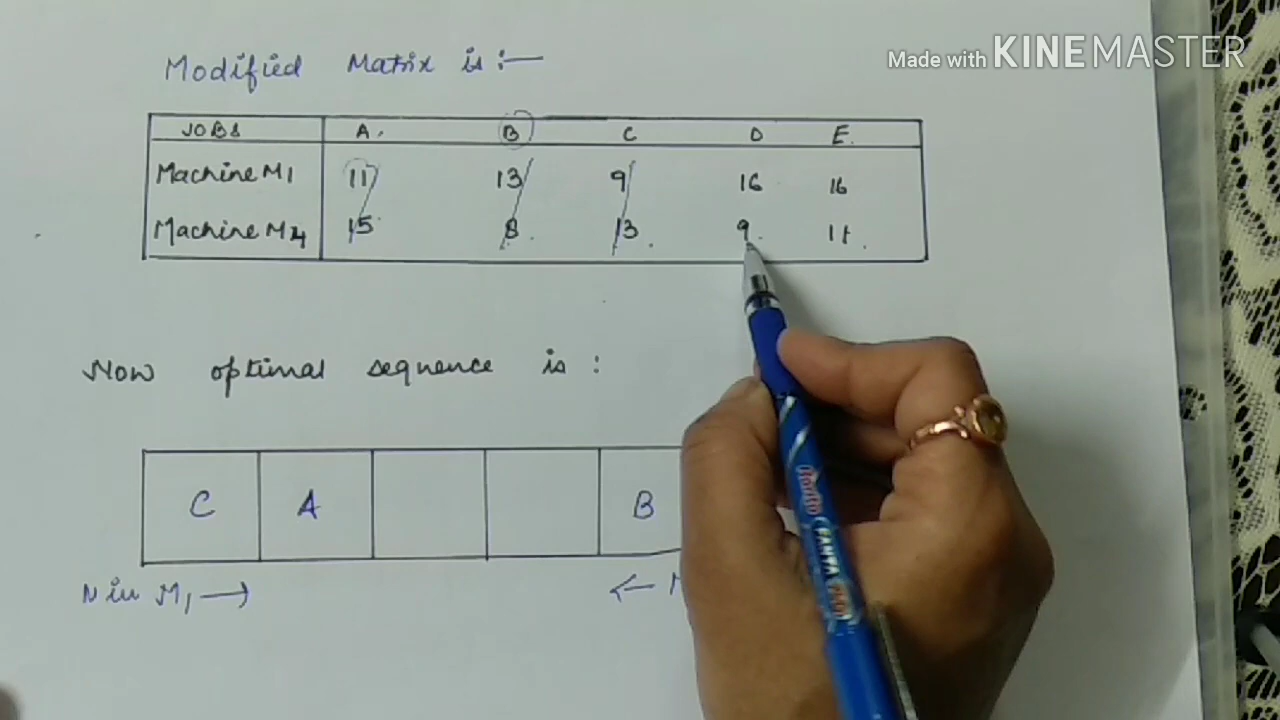 Made with KINEMASTER
Modified Matrix is :—
JOBS A. B C D E.
Machine M1 11 13 9 16 16
Machine M4 15 8. 13. 9. 11.
Now optimal sequence is :
C A B
Min M1 →
←